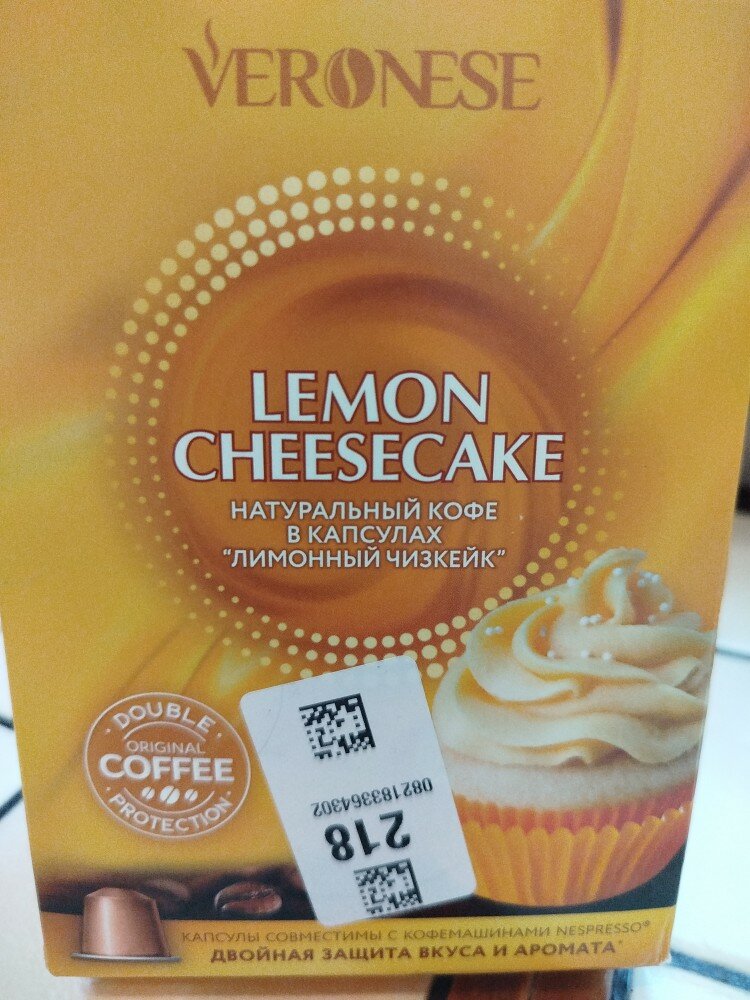 VERONESE
LEMON
CHEESECAKE
НАТУРАЛЬНЫЙ КОФЕ
В КАПСУЛАХ
"ЛИМОННЫЙ ЧИЗКЕЙК"
DOUBLE
ORIGINAL
COFFEE
PROTECTION
082183364302
218
КАПСУЛЫ СОВМЕСТИМЫ С КОФЕМАШИНАМИ NESPRESSO®
ДВОЙНАЯ ЗАЩИТА ВКУСА И АРОМАТА*